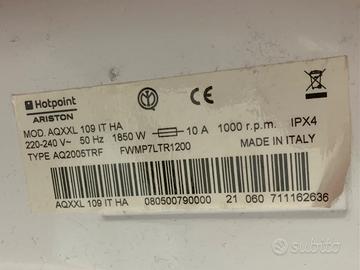 Hotpoint
ARISTON
CE
MOD. AQXXL 109 IT HA
220-240 V~ 50 Hz 1850 W 10 A 1000 r.p.m. IPX4
TYPE AQ2005TRF FWMP7LTR1200 MADE IN ITALY
AQXXL 109 IT HA 080500790000 21 060 711162636
subito